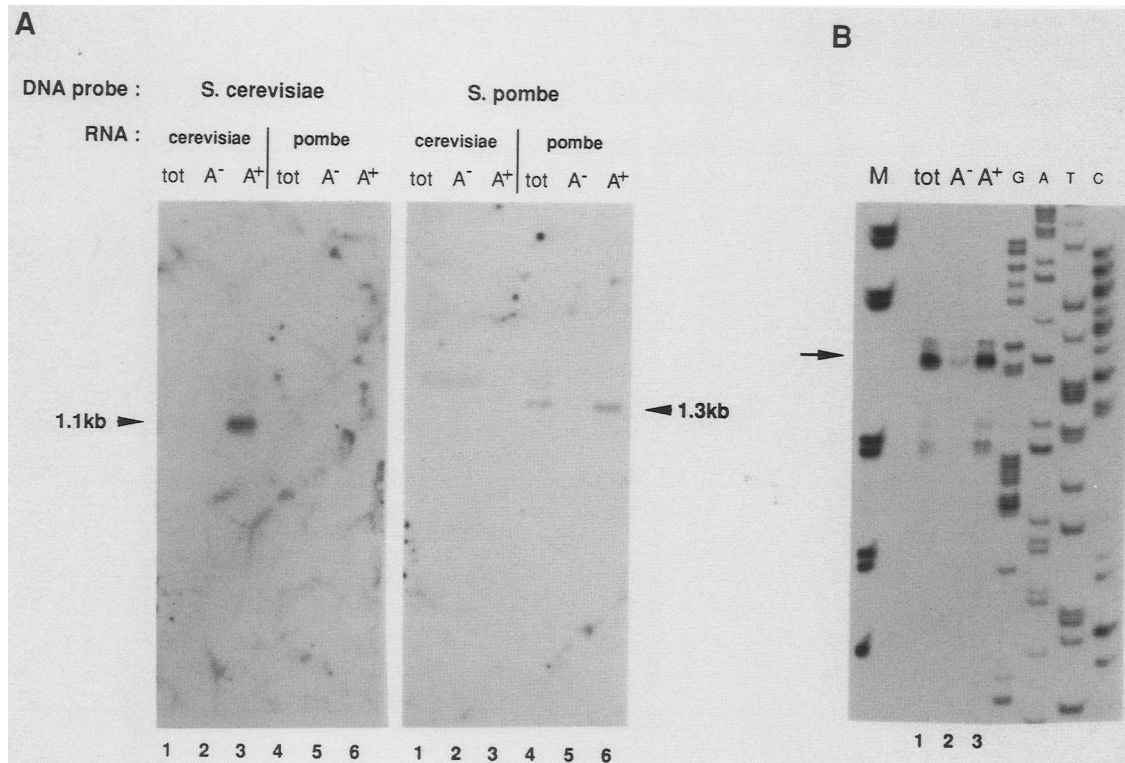 A
B
DNA probe : S. cerevisiae S. pombe
RNA : cerevisiae pombe cerevisiae pombe
tot A- A+ tot A- A+ tot A- A+ tot A- A+
M tot A- A+ G A T C
1.1kb
1.3kb
1 2 3 4 5 6 1 2 3 4 5 6
1 2 3